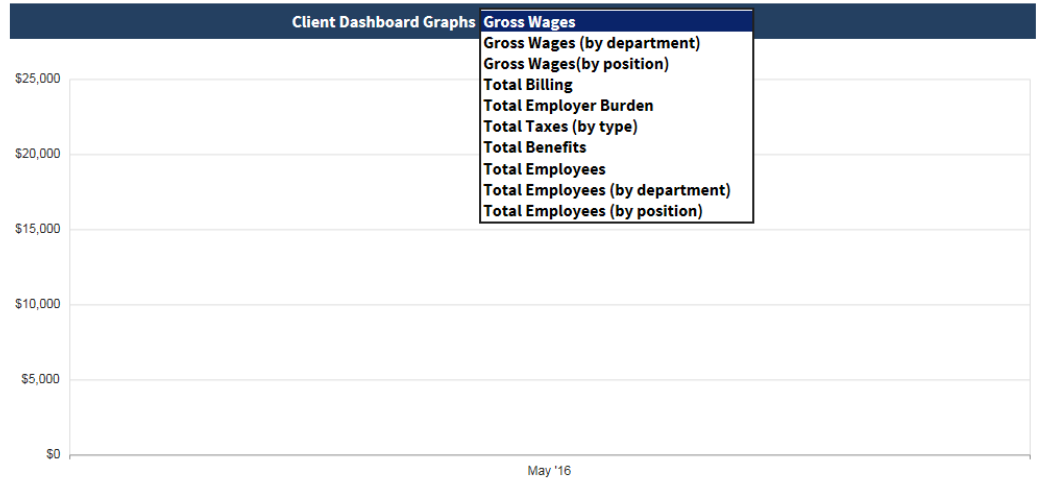 Client Dashboard Graphs Gross Wages
Gross Wages (by department)
Gross Wages(by position)
Total Billing
Total Employer Burden
Total Taxes (by type)
Total Benefits
Total Employees
Total Employees (by department)
Total Employees (by position)
$25,000
$20,000
$15,000
$10,000
$5,000
$0
May '16